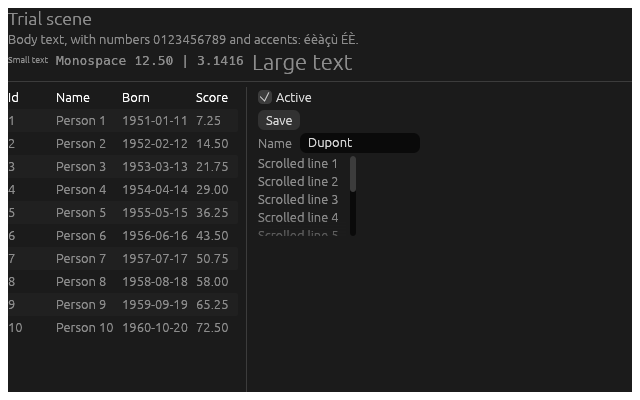 Trial scene
Body text, with numbers 0123456789 and accents: éèàçù ÉÈ.
Small text Monospace 12.50 | 3.1416 Large text
Id Name Born Score
1 Person 1 1951-01-11 7.25
2 Person 2 1952-02-12 14.50
3 Person 3 1953-03-13 21.75
4 Person 4 1954-04-14 29.00
5 Person 5 1955-05-15 36.25
6 Person 6 1956-06-16 43.50
7 Person 7 1957-07-17 50.75
8 Person 8 1958-08-18 58.00
9 Person 9 1959-09-19 65.25
10 Person 10 1960-10-20 72.50
Active
Save
Name Dupont
Scrolled line 1
Scrolled line 2
Scrolled line 3
Scrolled line 4
Scrolled line 5